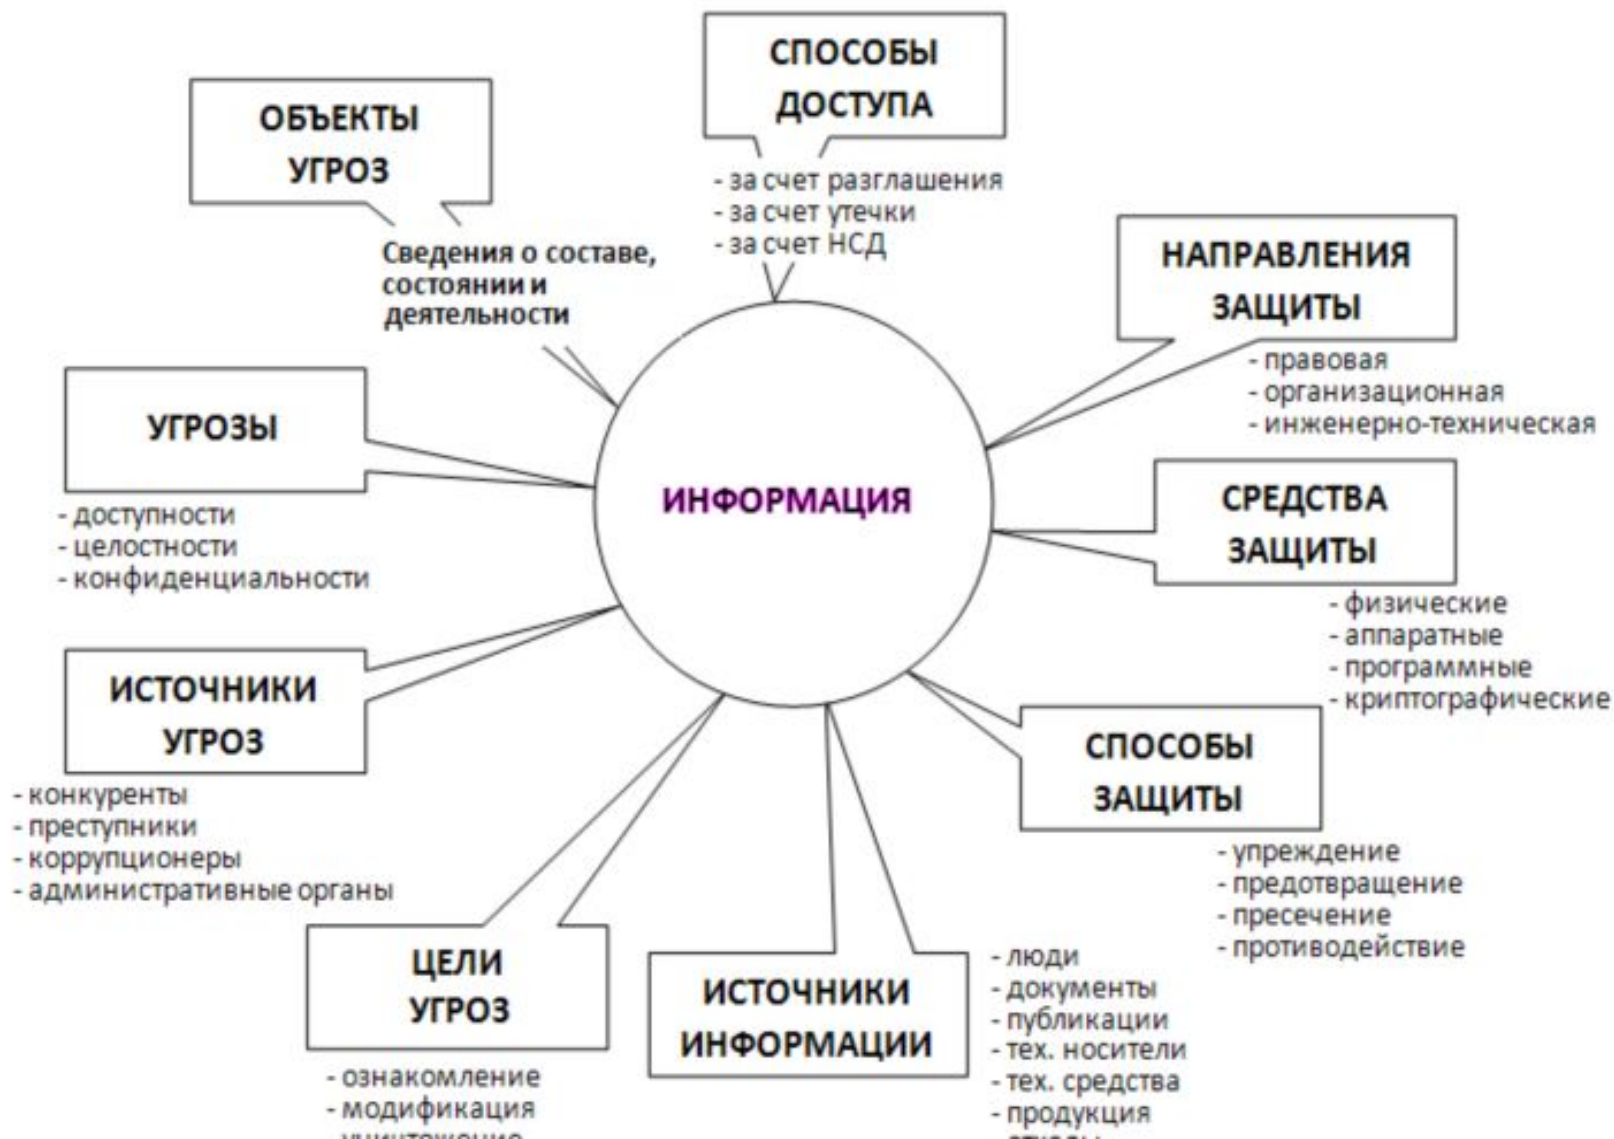 СПОСОБЫ
ДОСТУПА
- за счет разглашения
- за счет утечки
- за счет НСД
ОБЪЕКТЫ
УГРОЗ
Сведения о составе,
состоянии и
деятельности
НАПРАВЛЕНИЯ
ЗАЩИТЫ
- правовая
- организационная
- инженерно-техническая
УГРОЗЫ
- доступности
- целостности
- конфиденциальности
ИНФОРМАЦИЯ
СРЕДСТВА
ЗАЩИТЫ
- физические
- аппаратные
- программные
- криптографические
ИСТОЧНИКИ
УГРОЗ
- конкуренты
- преступники
- коррупционеры
- административные органы
СПОСОБЫ
ЗАЩИТЫ
- упреждение
- предотвращение
- пресечение
- противодействие
ЦЕЛИ
УГРОЗ
- ознакомление
- модификация
- уничтожение
ИСТОЧНИКИ
ИНФОРМАЦИИ
- люди
- документы
- публикации
- тех. носители
- тех. средства
- продукция